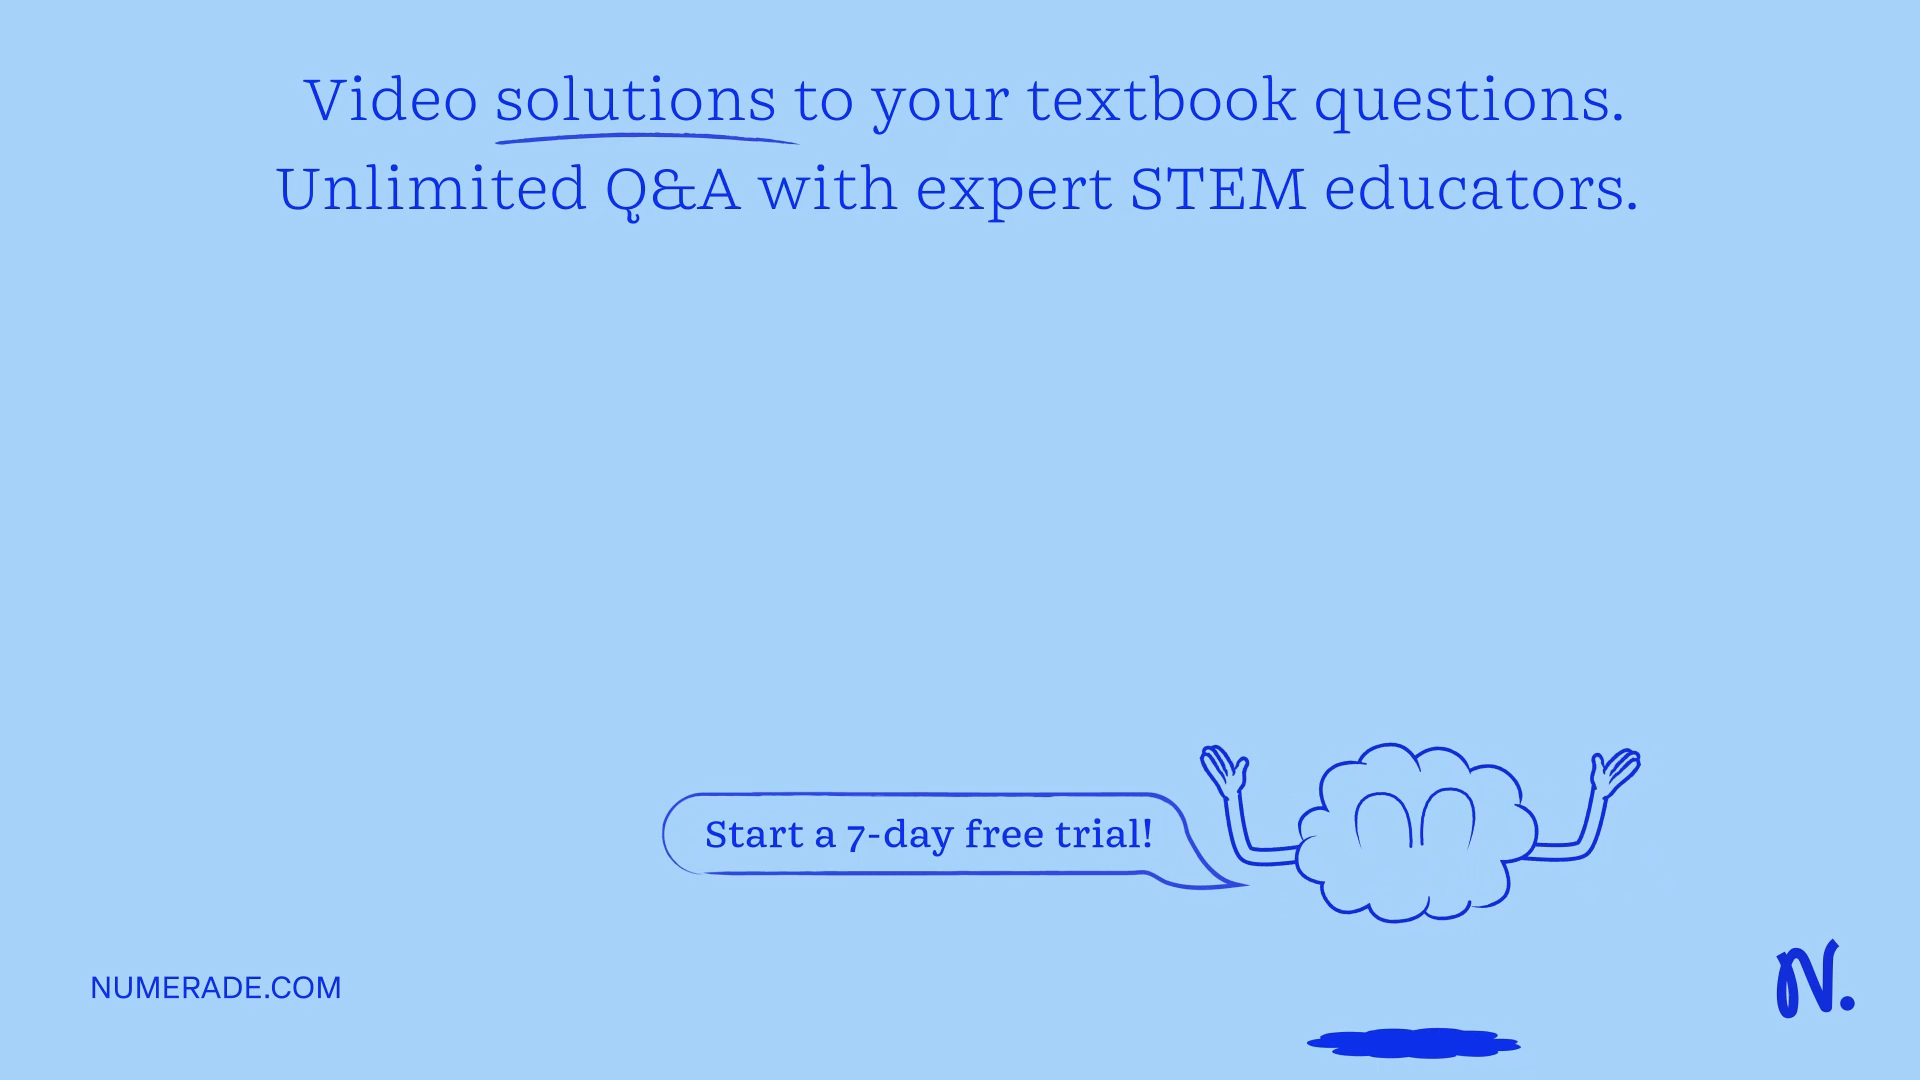 Video solutions to your textbook questions.
Unlimited Q&A with expert STEM educators.
Start a 7-day free trial!
NUMERADE.COM
N.